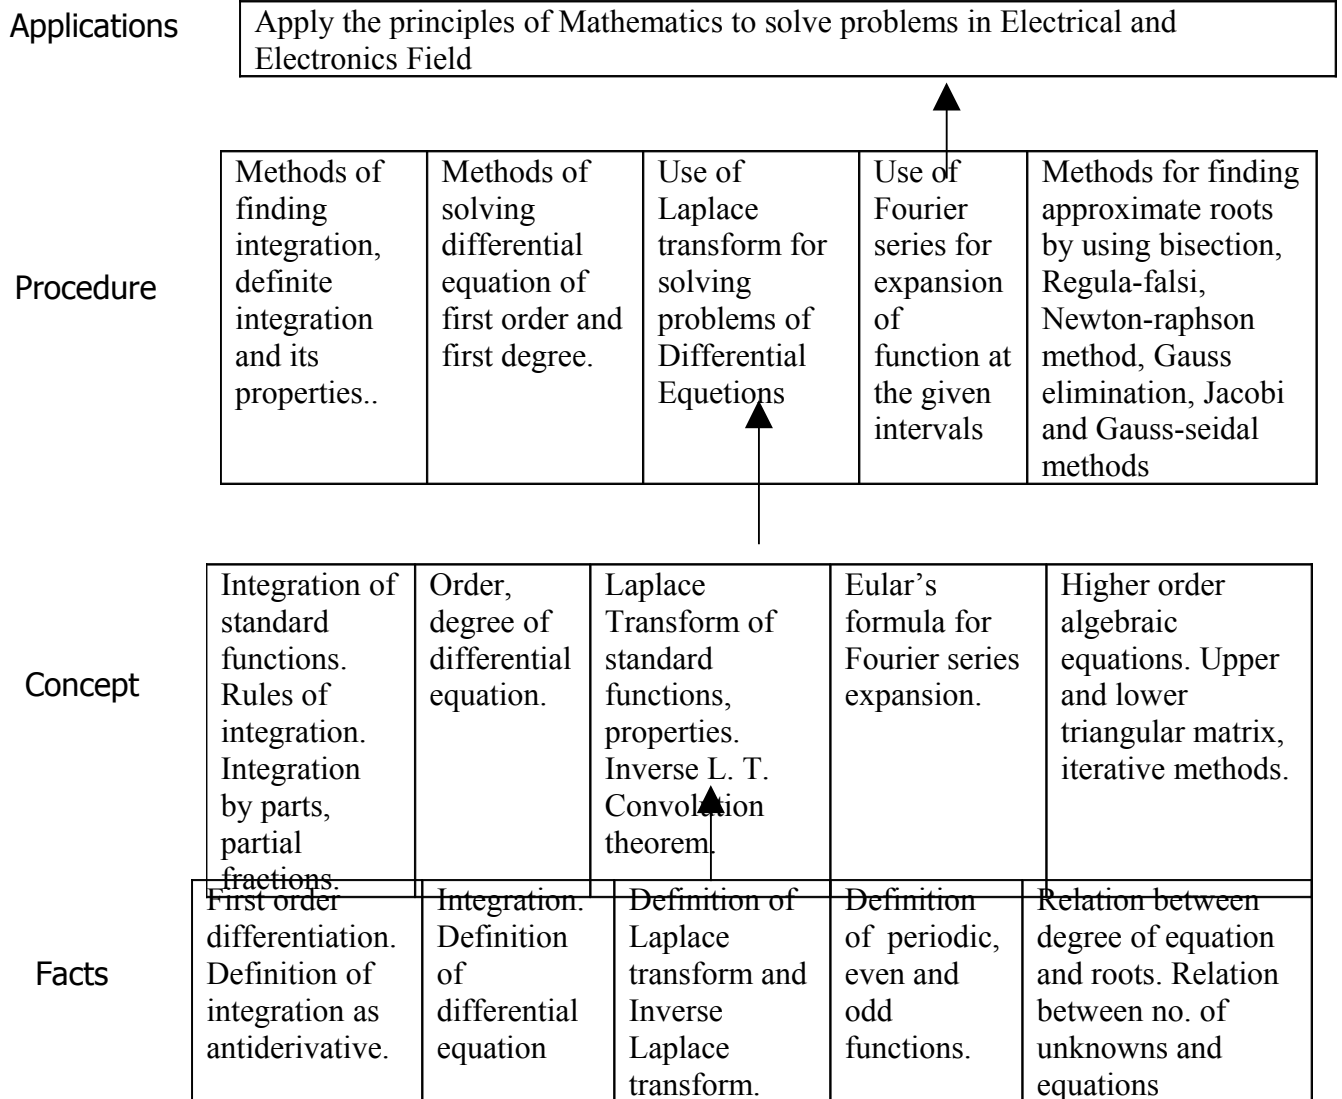 Applications
Apply the principles of Mathematics to solve problems in Electrical and
Electronics Field
Procedure
Methods of
finding
integration,
definite
integration
and its
properties..
Methods of
solving
differential
equation of
first order and
first degree.
Use of
Laplace
transform for
solving
problems of
Differential
Equetions
Use of
Fourier
series for
expansion
of
function at
the given
intervals
Methods for finding
approximate roots
by using bisection,
Regula-falsi,
Newton-raphson
method, Gauss
elimination, Jacobi
and Gauss-seidal
methods
Concept
Integration of
standard
functions.
Rules of
integration.
Integration
by parts,
partial
fractions.
Order,
degree of
differential
equation.
Laplace
Transform of
standard
functions,
properties.
Inverse L. T.
Convolution
theorem.
Eular’s
formula for
Fourier series
expansion.
Higher order
algebraic
equations. Upper
and lower
triangular matrix,
iterative methods.
Facts
First order
differentiation.
Definition of
integration as
antiderivative.
Integration.
Definition
of
differential
equation
Definition of
Laplace
transform and
Inverse
Laplace
transform.
Definition
of periodic,
even and
odd
functions.
Relation between
degree of equation
and roots. Relation
between no. of
unknowns and
equations